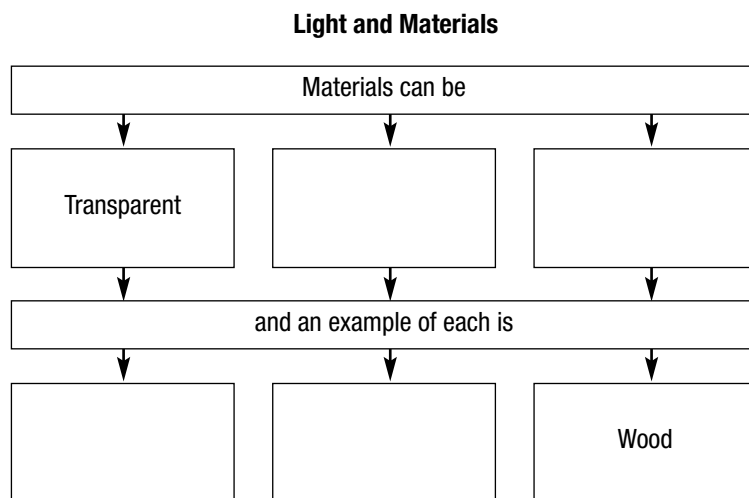 Light and Materials
Materials can be
Transparent
and an example of each is
Wood